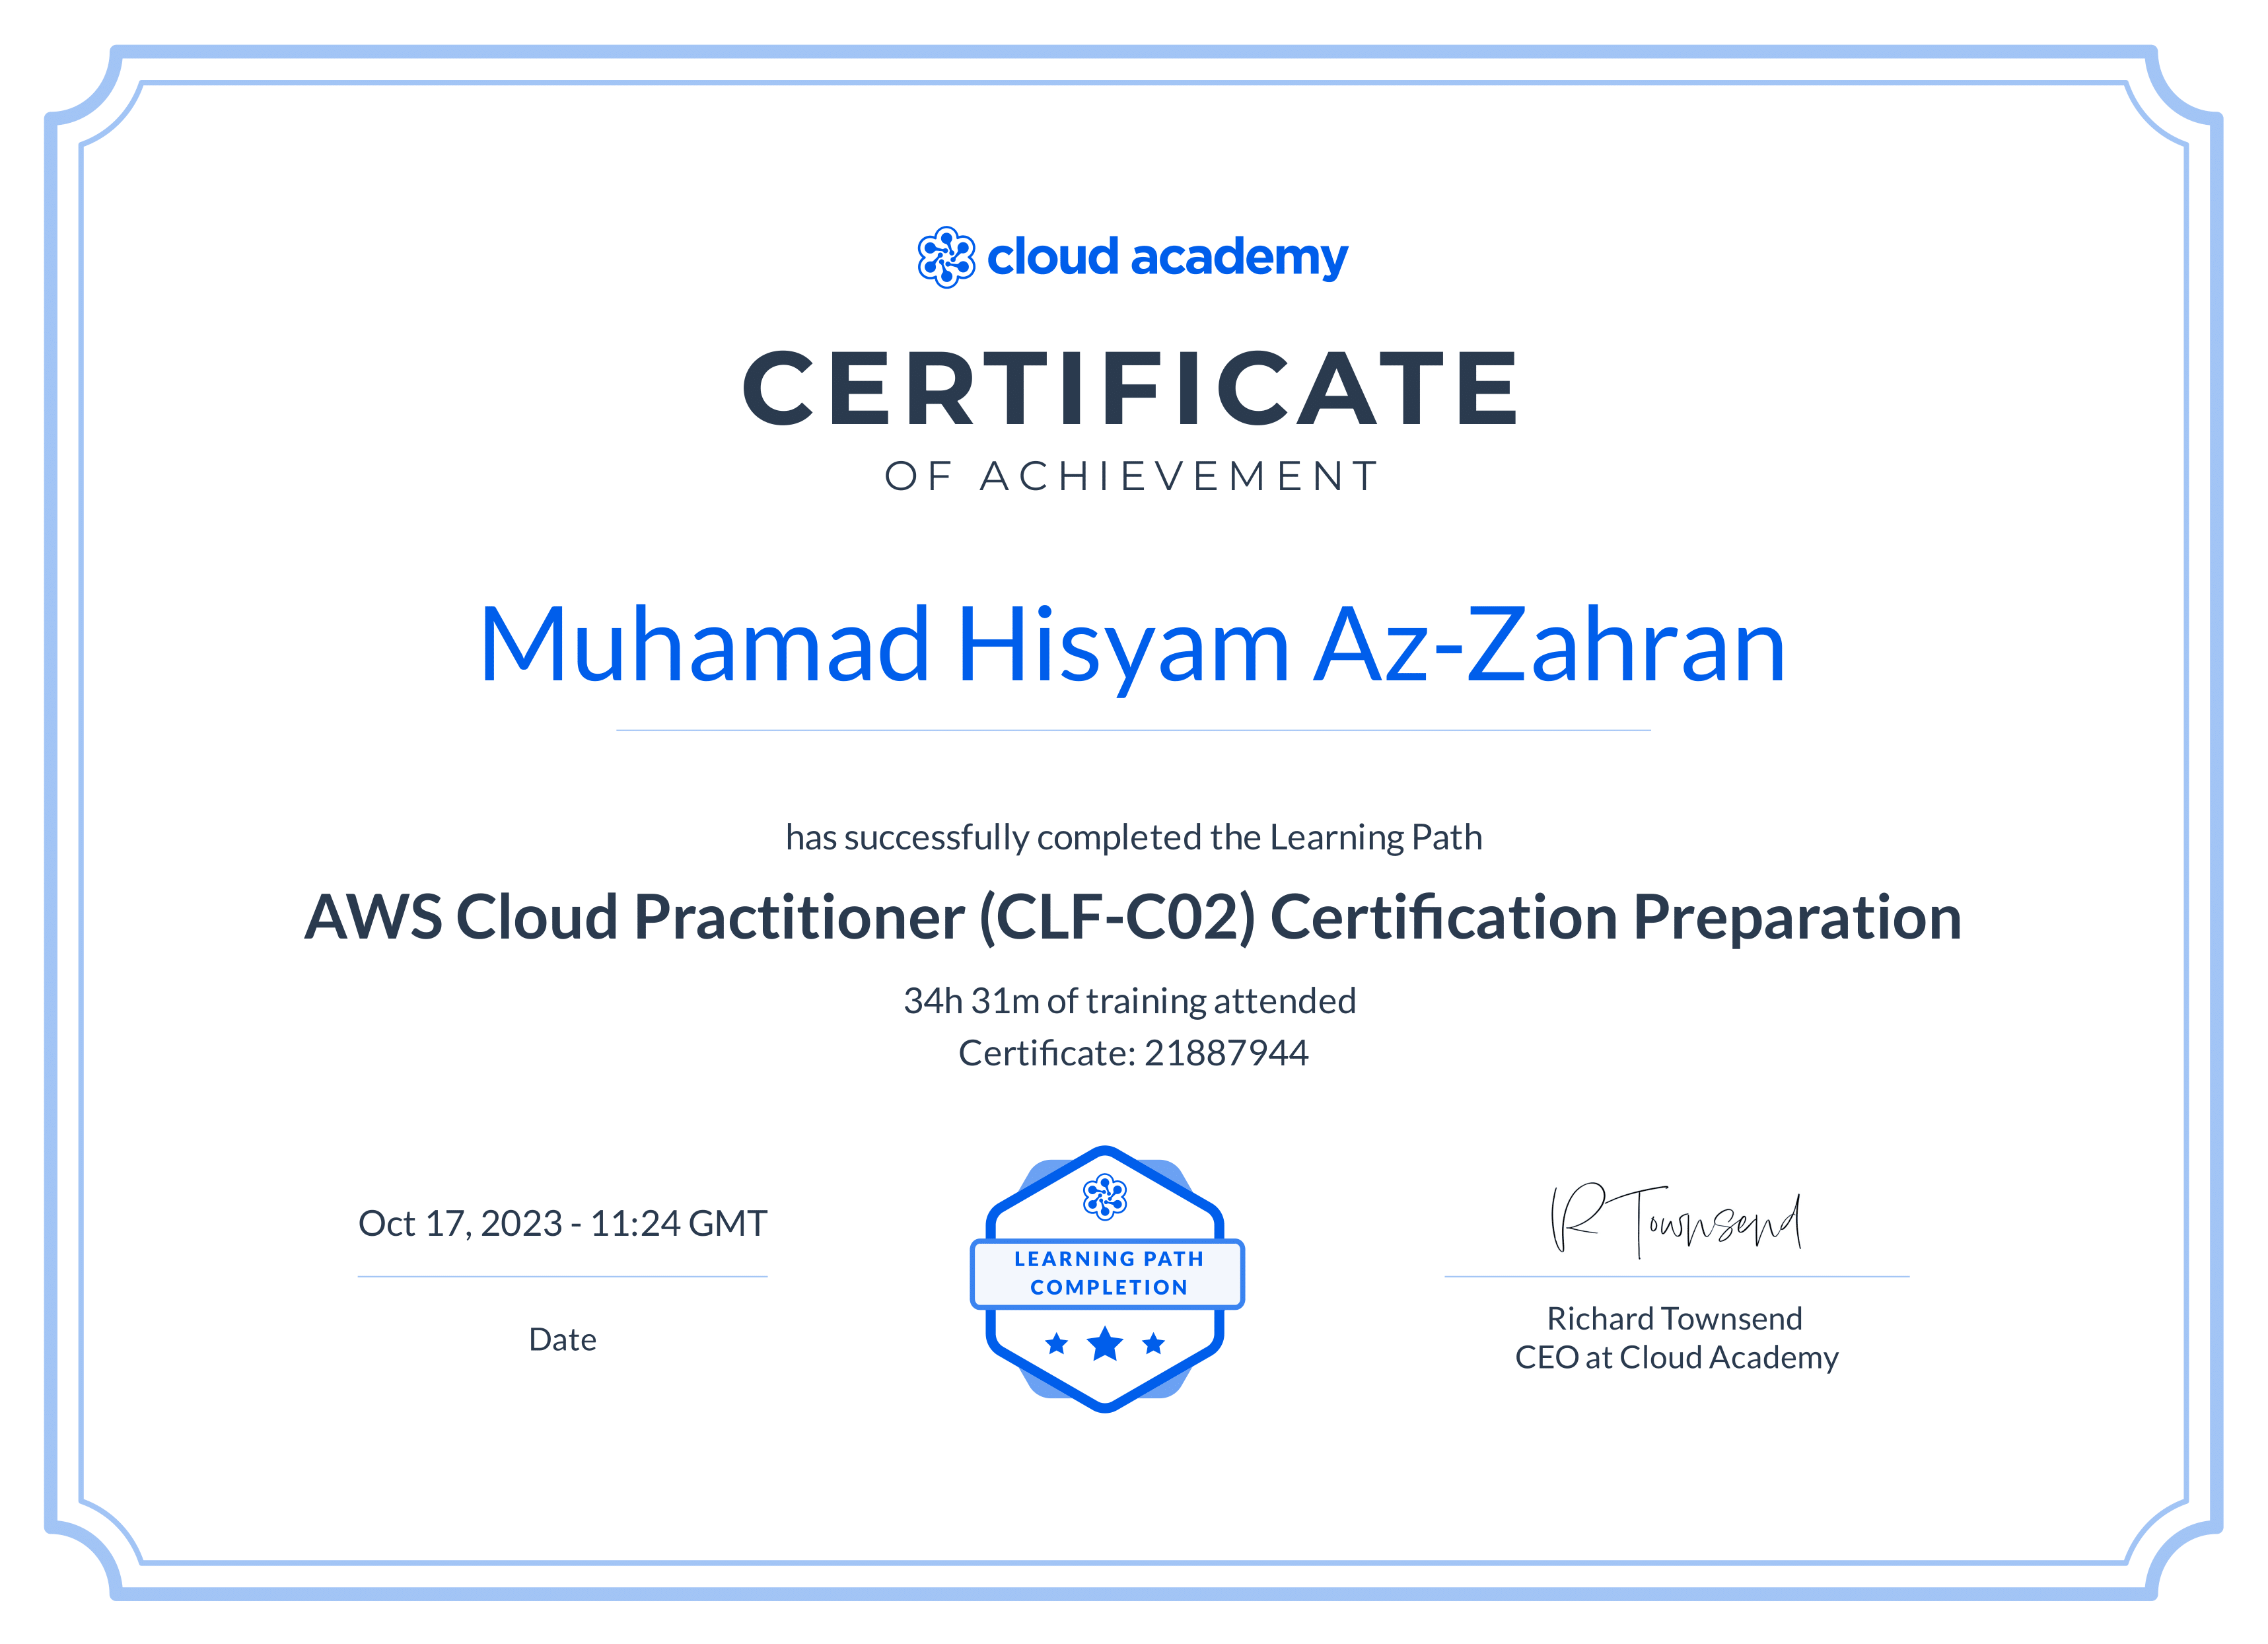 cloud academy
CERTIFICATE
OF ACHIEVEMENT
Muhamad Hisyam Az-Zahran
has successfully completed the Learning Path
AWS Cloud Practitioner (CLF-C02) Certification Preparation
34h 31m of training attended
Certificate: 21887944
Oct 17, 2023 - 11:24 GMT
Date
LEARNING PATH
COMPLETION
R Townsend
Richard Townsend
CEO at Cloud Academy